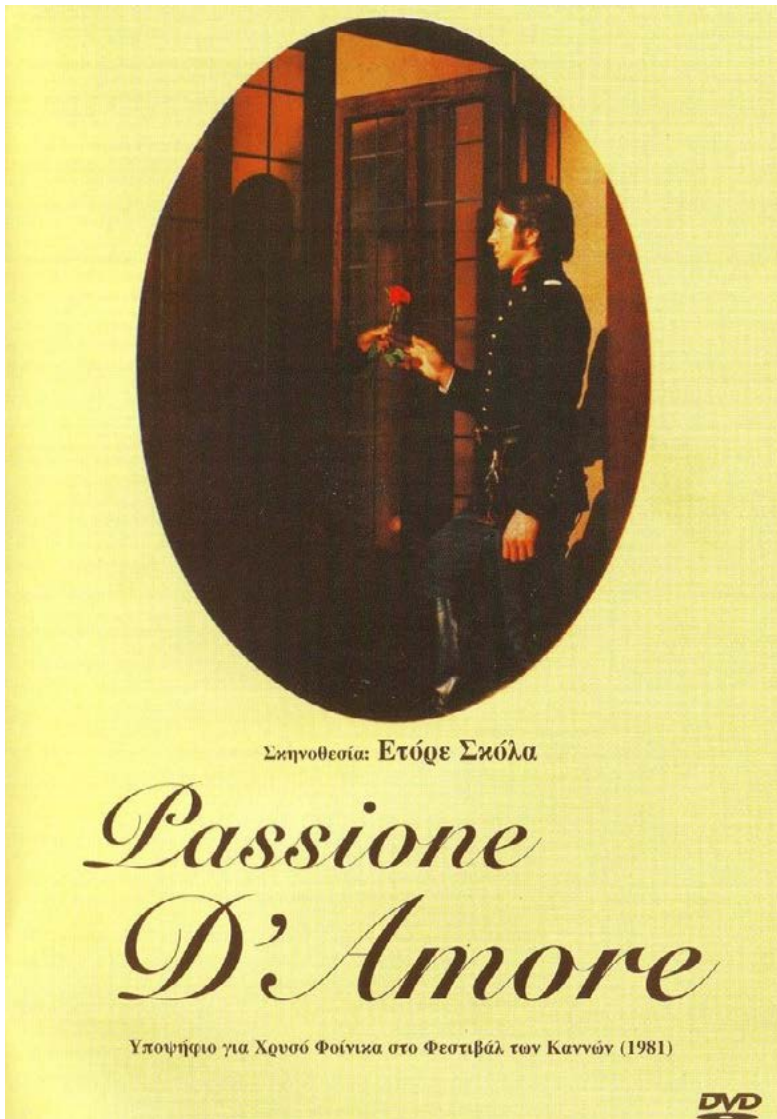 Σκηνοθεσία: Ετόρε Σκόλα
Passione
D'Amore
Υποψήφιο για Χρυσό Φοίνικα στο Φεστιβάλ των Καννών (1981)
DVD